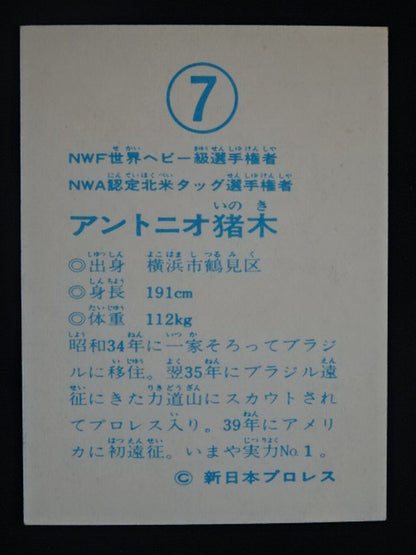 7
NWF世界ヘビー級選手権者
NWA認定北米タッグ選手権者
アントニオ猪木
◎出身 横浜市鶴見区
◎身長 191cm
◎体重 112kg
昭和34年に一家そろってブラジ
ルに移住。翌35年にブラジル遠
征にきた力道山にスカウトされ
てプロレス入り。39年にアメリ
カに初遠征。いまや実力No.1。
© 新日本プロレス